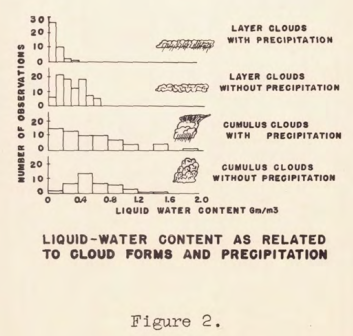 30
20
10
0
LAYER CLOUDS
WITH PRECIPITATION
20
10
0
LAYER CLOUDS
WITHOUT PRECIPITATION
20
10
0
CUMULUS CLOUDS
WITH PRECIPITATION
20
10
0
CUMULUS CLOUDS
WITHOUT PRECIPITATION
NUMBER OF OBSERVATIONS
0 0.4 0.8 1.2 1.6 2.0
LIQUID WATER CONTENT Gm/m3
LIQUID-WATER CONTENT AS RELATED
TO CLOUD FORMS AND PRECIPITATION
Figure 2.